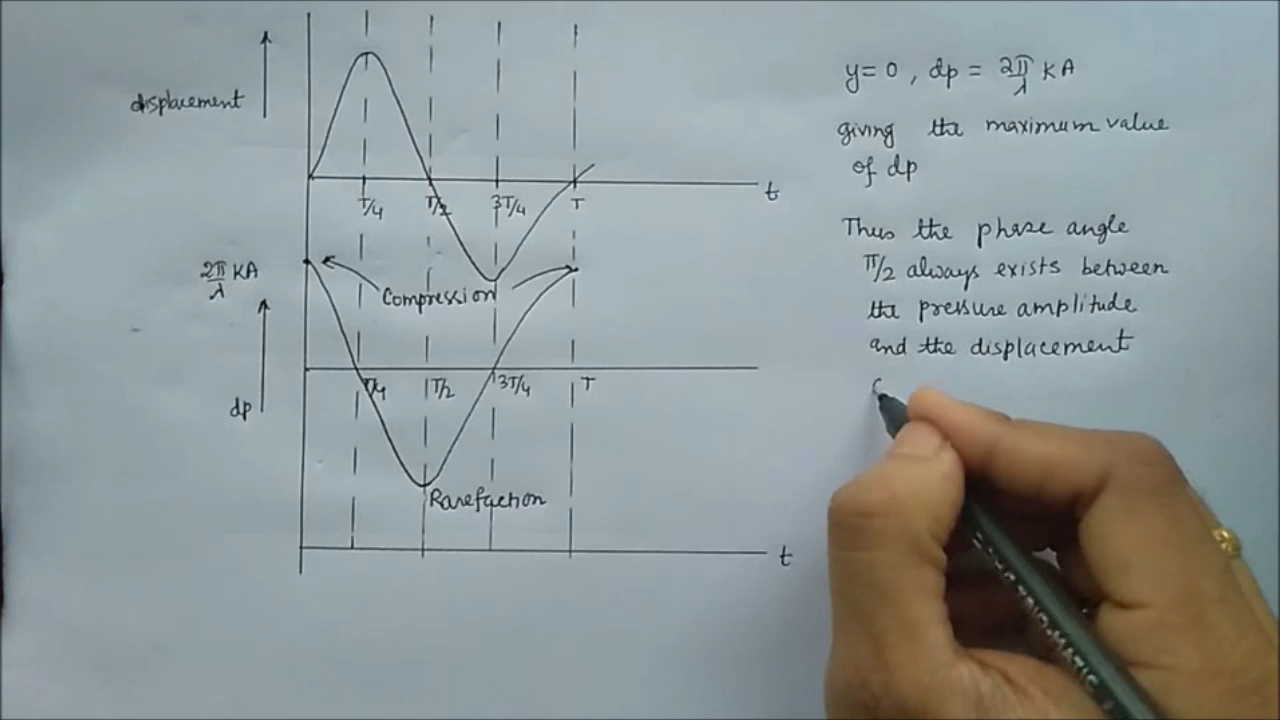 displacement
t
T/4
T/2
3T/4
T
2π/λ KA
Compression
T/4
T/2
3T/4
T
dp
Rarefaction
t
y=0, dp = 2π/λ KA
giving the maximum value
of dp
Thus the phase angle
π/2 always exists between
the pressure amplitude
and the displacement